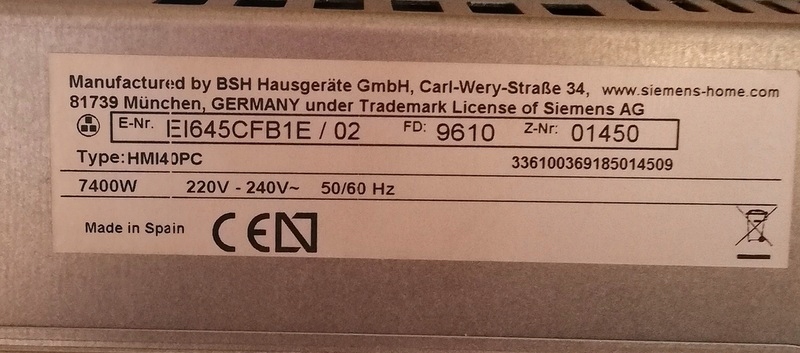 Manufactured by BSH Hausgeräte GmbH, Carl-Wery-Straße 34, www.siemens-home.com
81739 München, GERMANY under Trademark License of Siemens AG
E-Nr. EI645CFB1E / 02 FD: 9610 Z-Nr: 01450
Type: HMI40PC 336100369185014509
7400W 220V - 240V~ 50/60 Hz
Made in Spain CE N